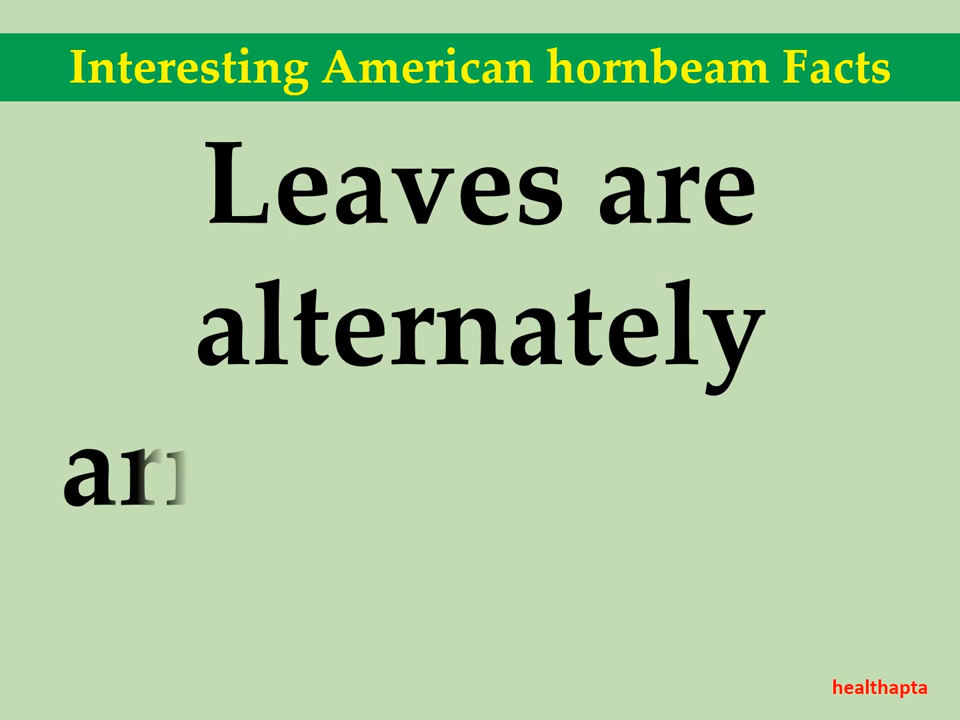 Interesting American hornbeam Facts
Leaves are
alternately
healthapta